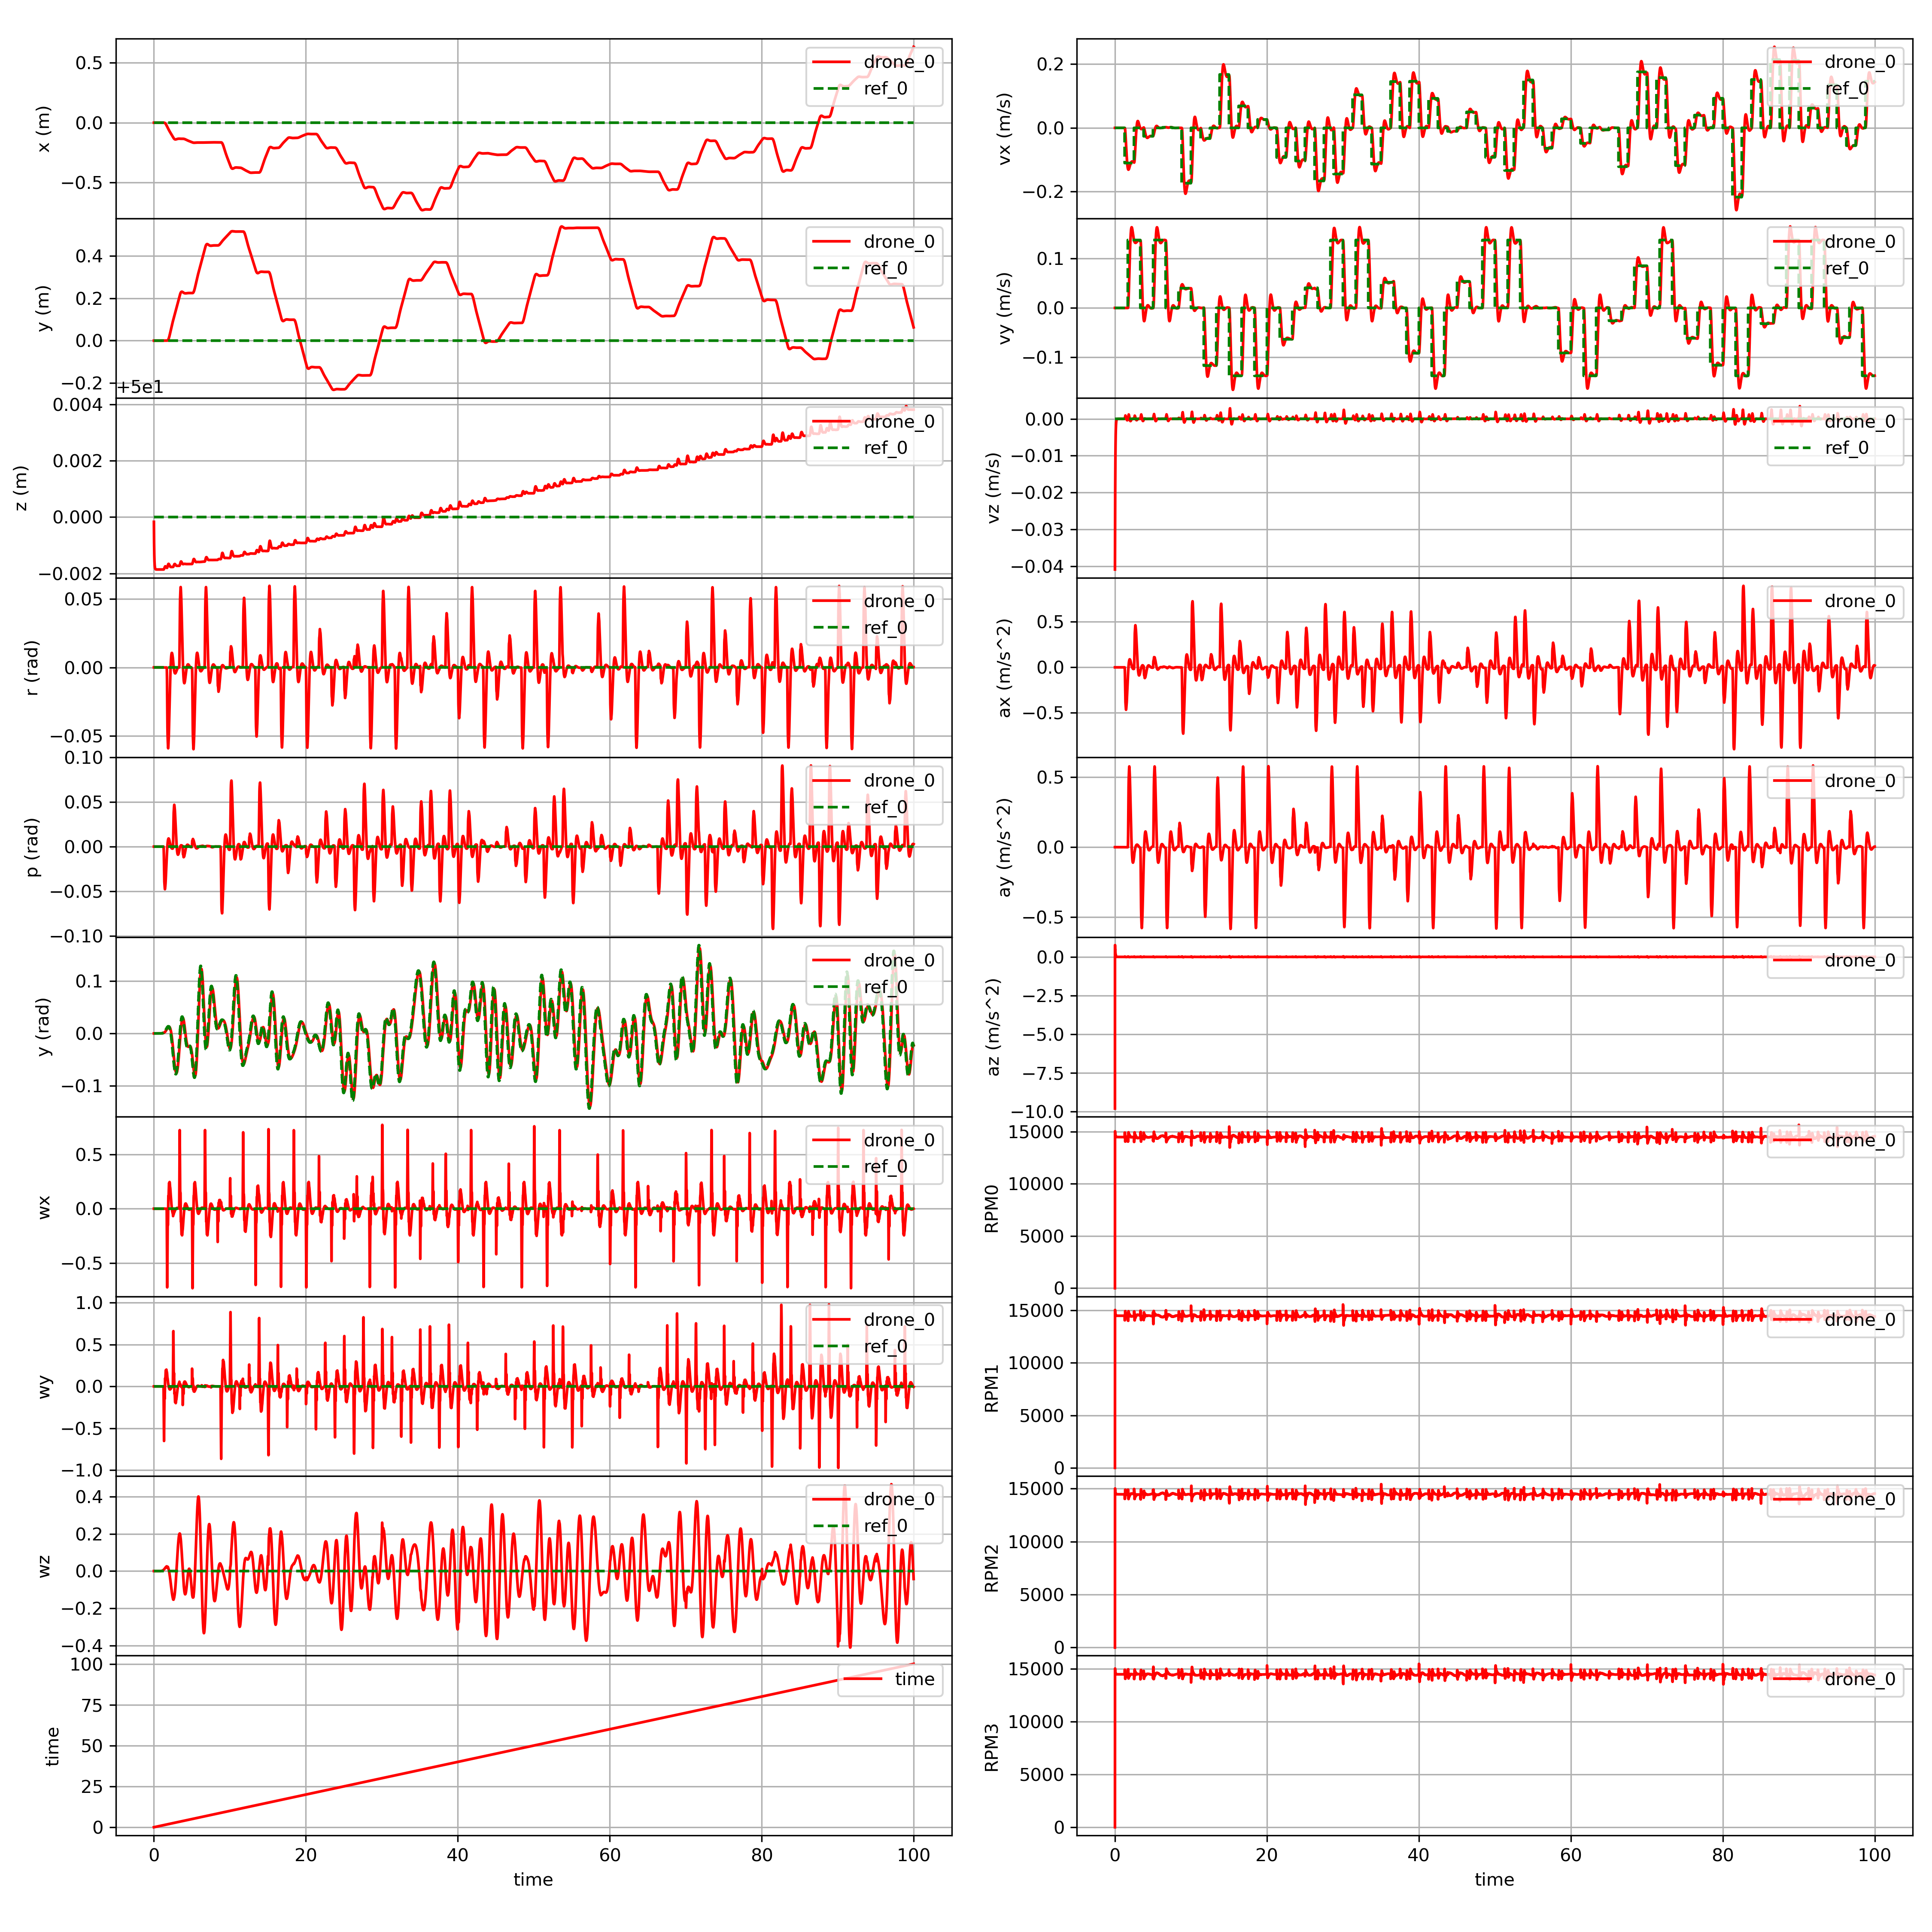 x (m)
0.5
0.0
−0.5
drone_0
ref_0
y (m)
0.4
0.2
0.0
−0.2
drone_0
ref_0
+5e1
z (m)
0.004
0.002
0.000
−0.002
drone_0
ref_0
r (rad)
0.05
0.00
−0.05
drone_0
ref_0
p (rad)
0.10
0.05
0.00
−0.05
−0.10
drone_0
ref_0
y (rad)
0.1
0.0
−0.1
drone_0
ref_0
wx
0.5
0.0
−0.5
drone_0
ref_0
wy
1.0
0.5
0.0
−0.5
−1.0
drone_0
ref_0
wz
0.4
0.2
0.0
−0.2
−0.4
drone_0
ref_0
time
100
75
50
25
0
time
0 20 40 60 80 100
time
vx (m/s)
0.2
0.0
−0.2
drone_0
ref_0
vy (m/s)
0.1
0.0
−0.1
drone_0
ref_0
vz (m/s)
0.00
−0.01
−0.02
−0.03
−0.04
drone_0
ref_0
ax (m/s^2)
0.5
0.0
−0.5
drone_0
ay (m/s^2)
0.5
0.0
−0.5
drone_0
az (m/s^2)
0.0
−2.5
−5.0
−7.5
−10.0
drone_0
RPM0
15000
10000
5000
0
drone_0
RPM1
15000
10000
5000
0
drone_0
RPM2
15000
10000
5000
0
drone_0
RPM3
15000
10000
5000
0
drone_0
0 20 40 60 80 100
time